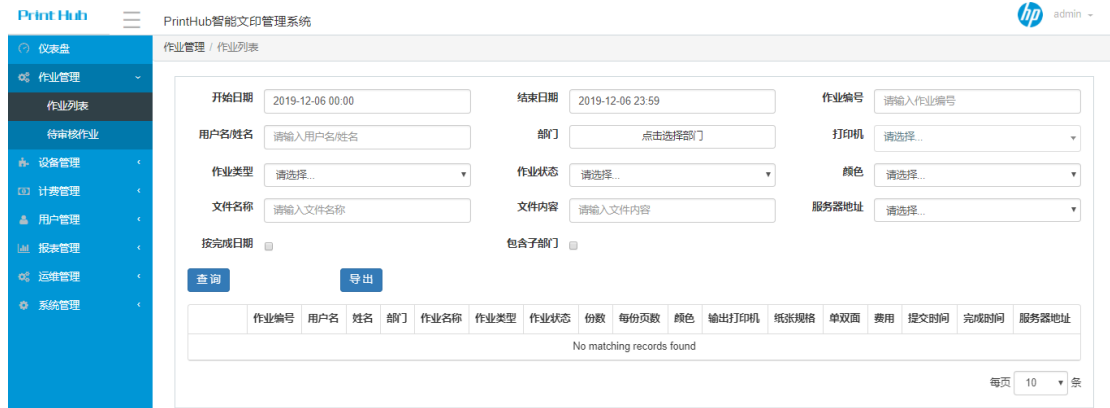 Print Hub
PrintHub智能文印管理系统
hp
admin
仪表盘
作业管理
作业列表
待审核作业
设备管理
计费管理
用户管理
报表管理
运维管理
系统管理
作业管理 / 作业列表
开始日期 2019-12-06 00:00 结束日期 2019-12-06 23:59 作业编号 请输入作业编号
用户名/姓名 请输入用户名/姓名 部门 点击选择部门 打印机 请选择...
作业类型 请选择... 作业状态 请选择... 颜色 请选择...
文件名称 请输入文件名称 文件内容 请输入文件内容 服务器地址 请选择...
按完成日期 包含子部门
查询 导出
作业编号 用户名 姓名 部门 作业名称 作业类型 作业状态 份数 每份页数 颜色 输出打印机 纸张规格 单双面 费用 提交时间 完成时间 服务器地址
No matching records found
每页 10 条